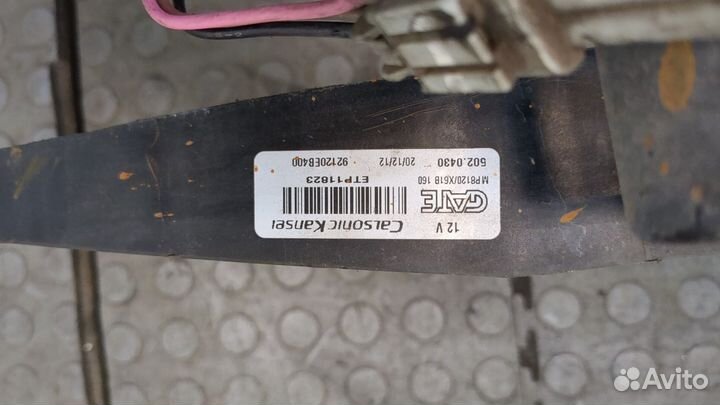 502.0430 20/12/12 92120EB400
MP8120/X61B 160 ETP11823
GATE
12 V CALSONIC KANSEI
Avito